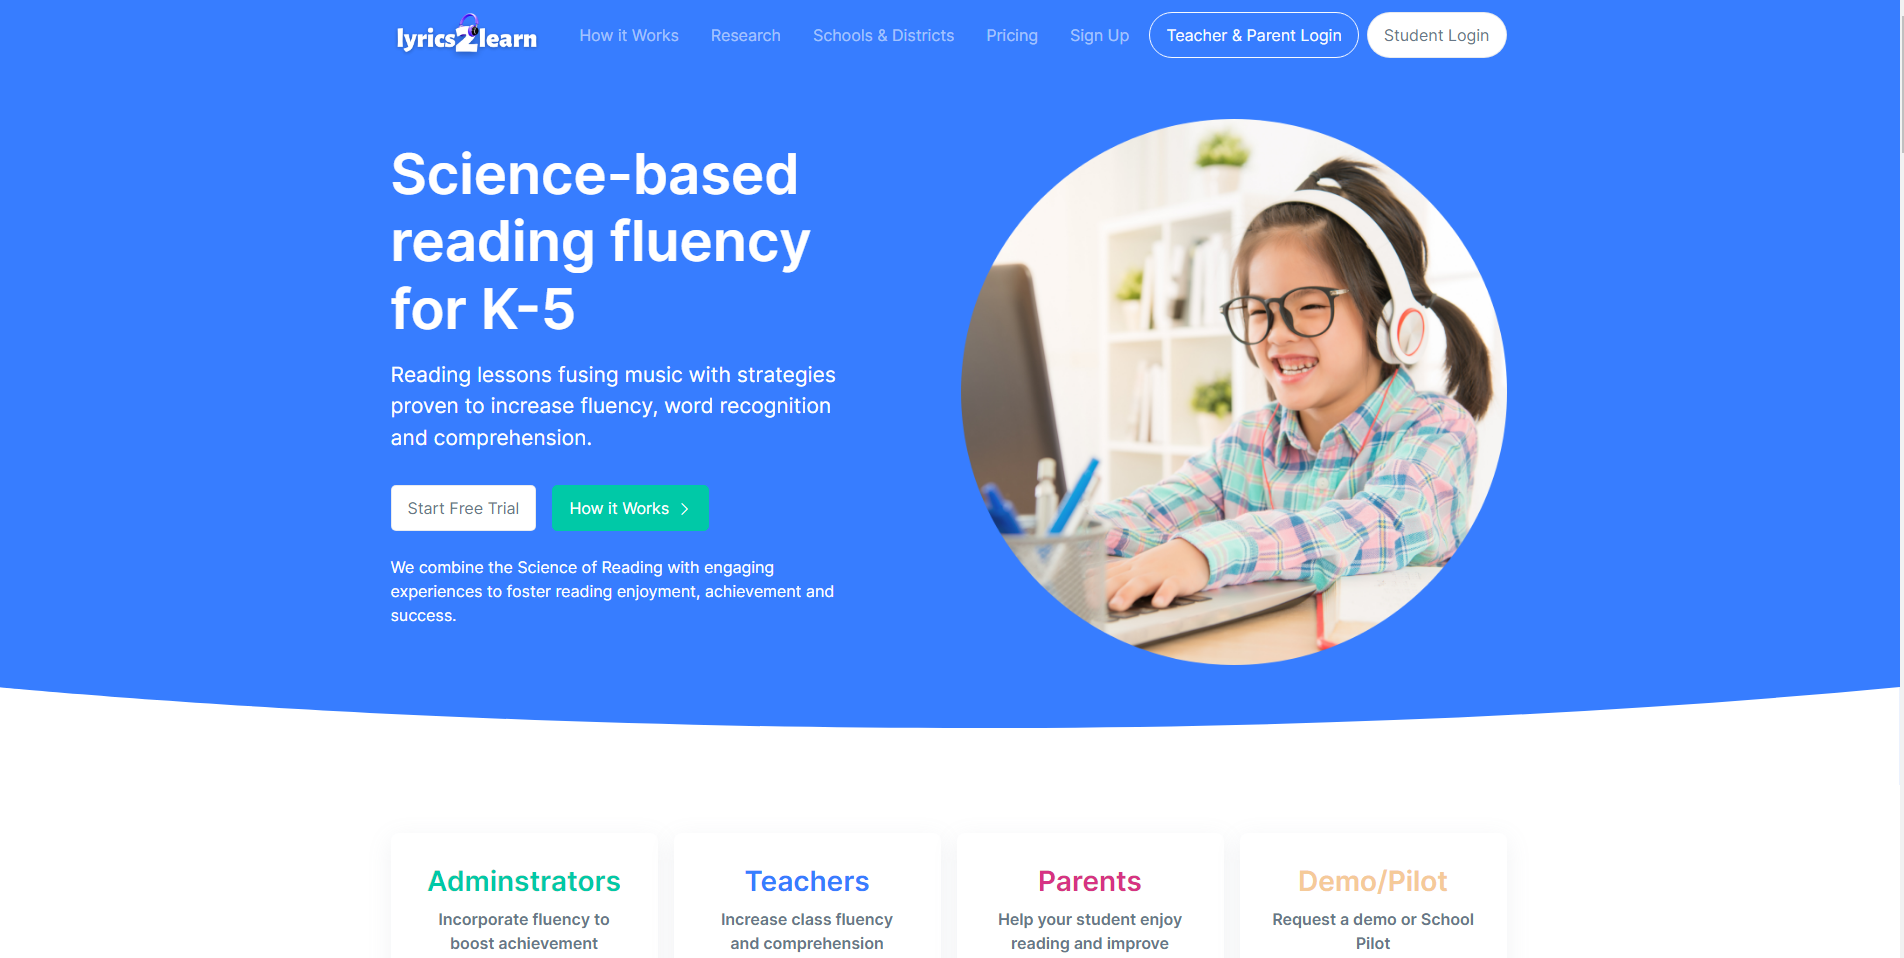 lyrics2learn
How it Works
Research
Schools & Districts
Pricing
Sign Up
Teacher & Parent Login
Student Login
Science-based
reading fluency
for K-5
Reading lessons fusing music with strategies
proven to increase fluency, word recognition
and comprehension.
Start Free Trial
How it Works
We combine the Science of Reading with engaging
experiences to foster reading enjoyment, achievement and
success.
Adminstrators
Incorporate fluency to
boost achievement
Teachers
Increase class fluency
and comprehension
Parents
Help your student enjoy
reading and improve
Demo/Pilot
Request a demo or School
Pilot